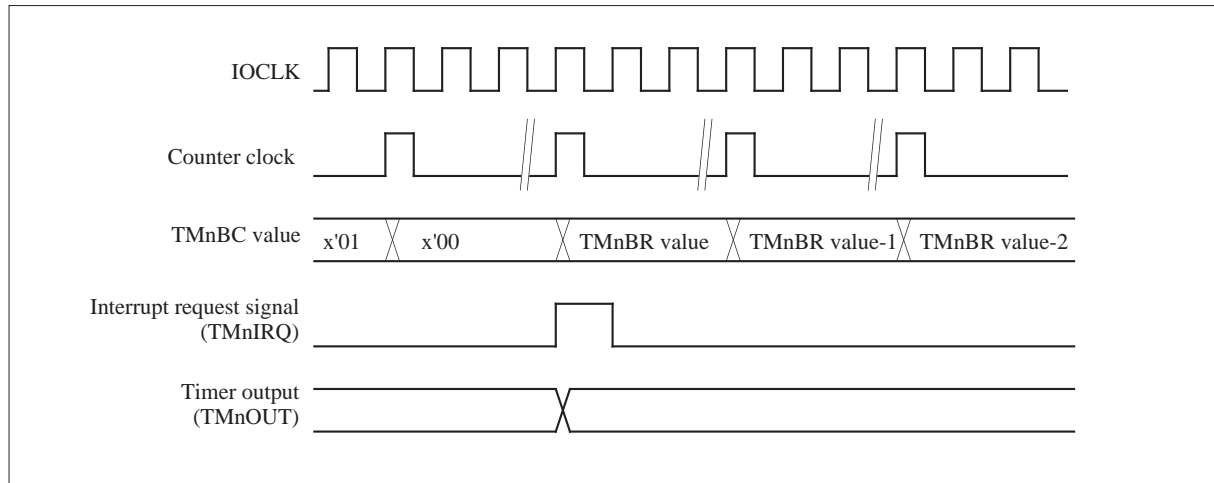 IOCLK
Counter clock
TMnBC value
x'01 x'00 TMnBR value TMnBR value-1 TMnBR value-2
Interrupt request signal
(TMnIRQ)
Timer output
(TMnOUT)